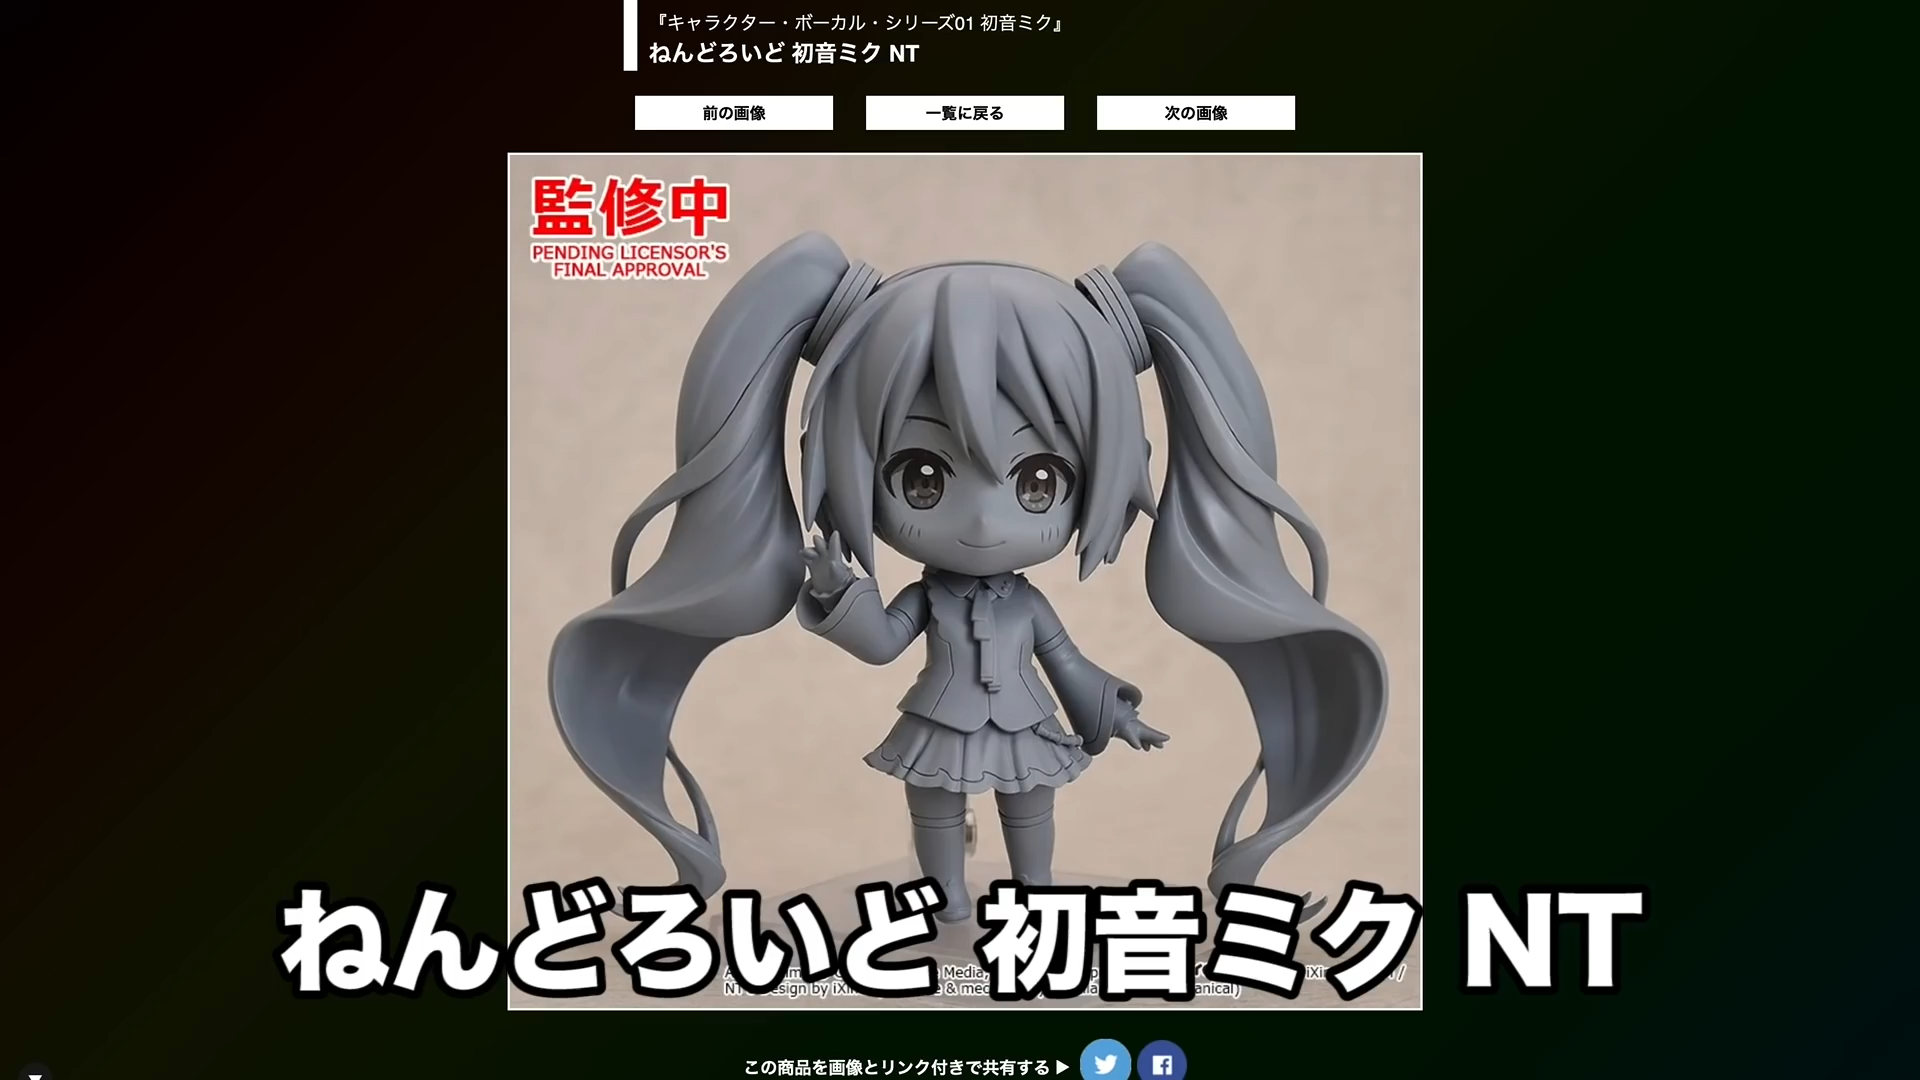 『キャラクター・ボーカル・シリーズ01 初音ミク』
ねんどろいど 初音ミク NT
前の画像
一覧に戻る
次の画像
監修中
PENDING LICENSOR'S
FINAL APPROVAL
ねんどろいど 初音ミク NT
Media,
design by
この商品を画像とリンク付きで共有する ▶